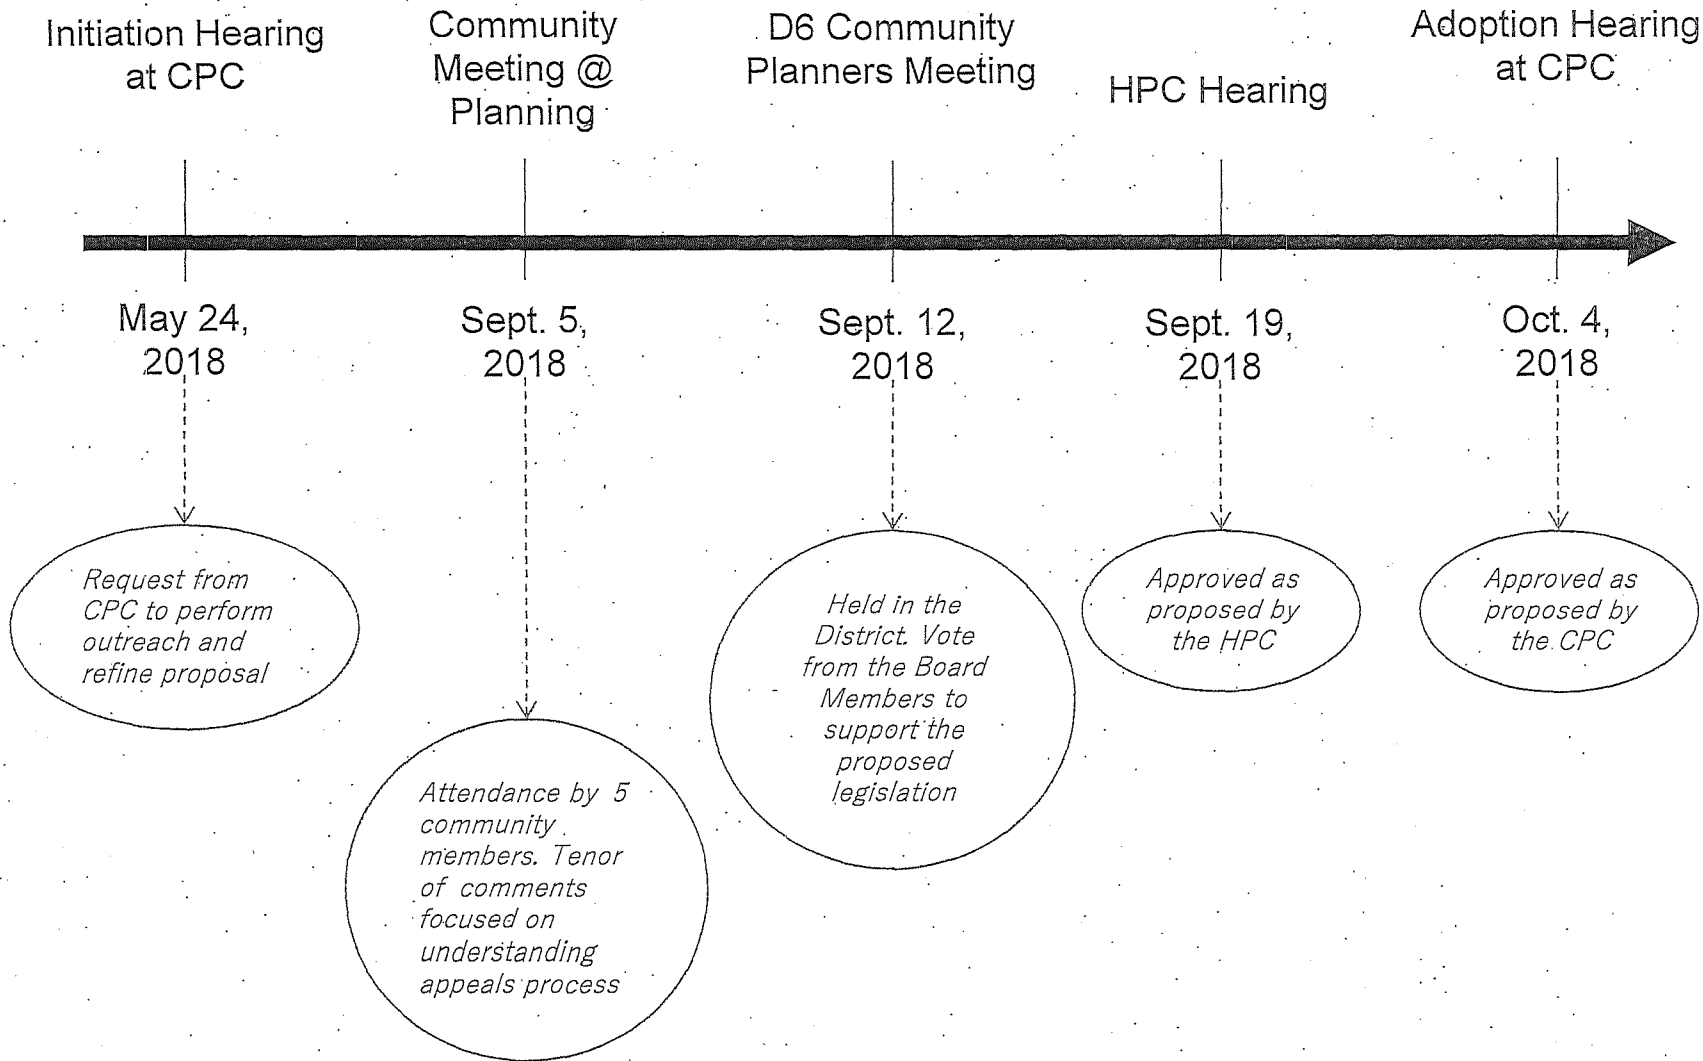 Initiation Hearing
at CPC
Community
Meeting @
Planning
D6 Community
Planners Meeting
HPC Hearing
Adoption Hearing
at CPC
May 24,
2018
Sept. 5,
2018
Sept. 12,
2018
Sept. 19,
2018
Oct. 4,
2018
Request from
CPC to perform
outreach and
refine proposal
Attendance by 5
community
members. Tenor
of comments
focused on
understanding
appeals process
Held in the
District. Vote
from the Board
Members to
support the
proposed
legislation
Approved as
proposed by
the HPC
Approved as
proposed by
the CPC